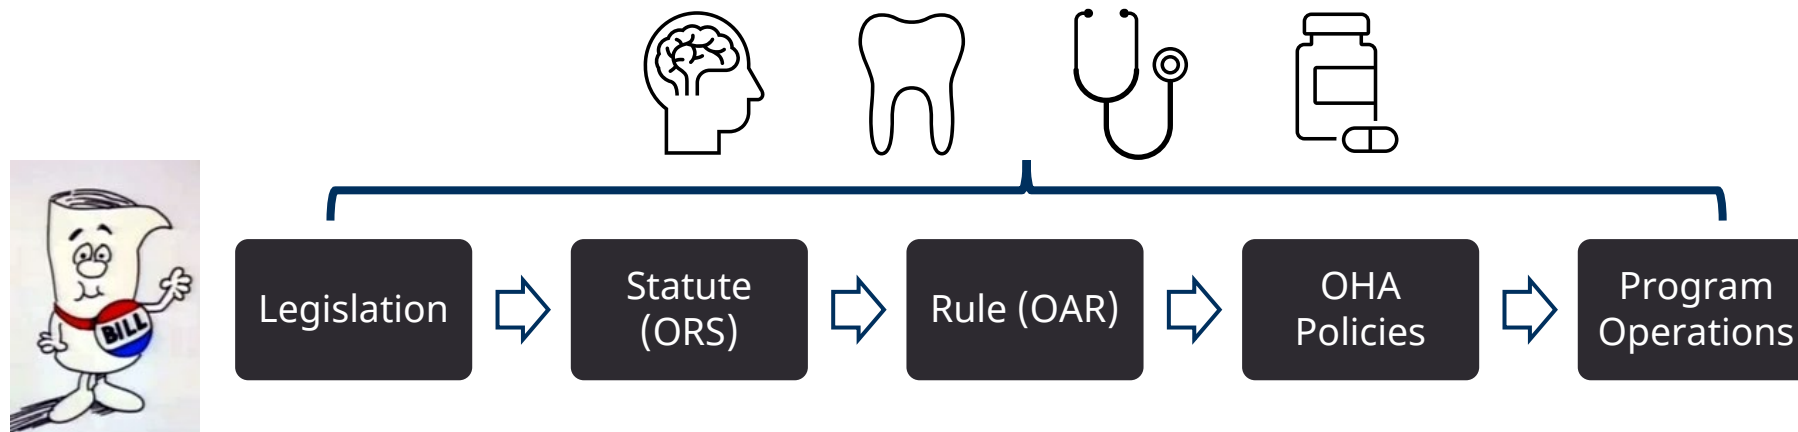 BILL
Legislation
Statute
(ORS)
Rule (OAR)
OHA
Policies
Program
Operations